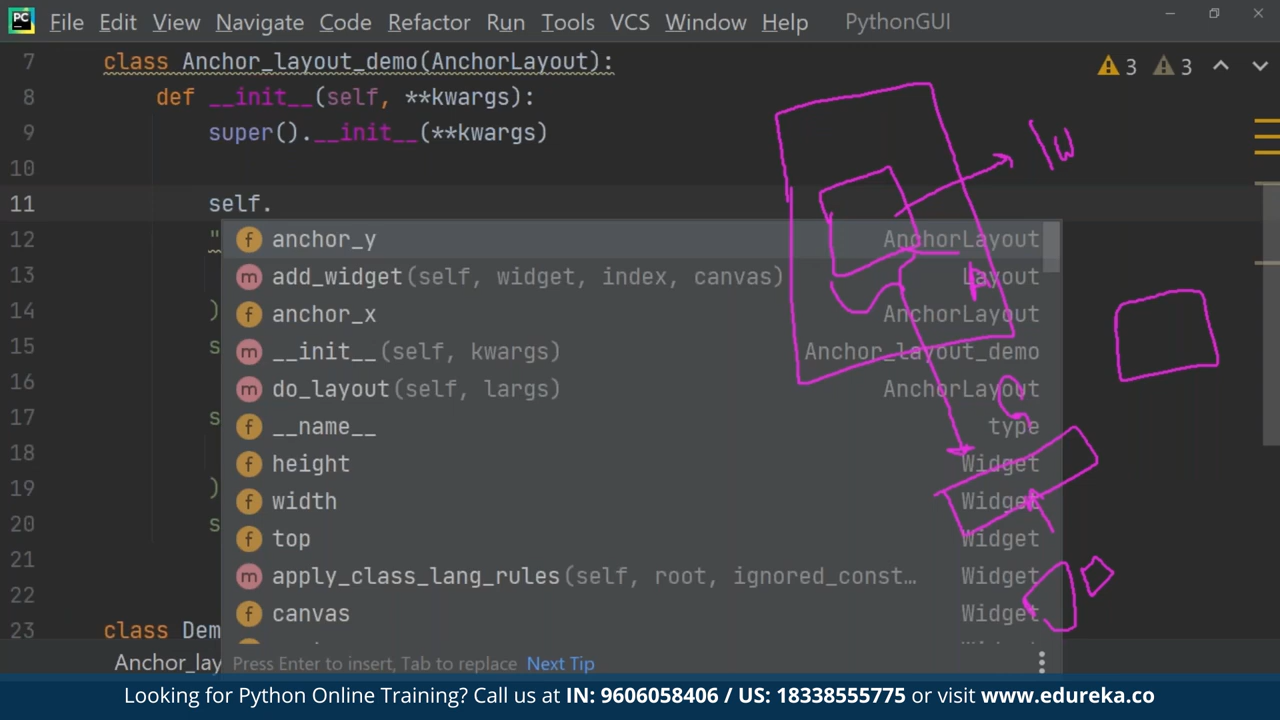 PC File Edit View Navigate Code Refactor Run Tools VCS Window Help PythonGUI
7 class Anchor_layout_demo(AnchorLayout): 3 3
8 def __init__(self, **kwargs):
9 super().__init__(**kwargs)
10
11 self.
12 "
anchor_y AnchorLayout
13
add_widget(self, widget, index, canvas) Layout
14 )
anchor_x AnchorLayout
15 s
__init__(self, kwargs) Anchor_layout_demo
16
do_layout(self, largs) AnchorLayout
17 s
__name__ type
18
height Widget
19 )
width Widget
20 s
top Widget
21
apply_class_lang_rules(self, root, ignored_const… Widget
22
canvas Widget
23 class Dem
Anchor_lay
Press Enter to insert, Tab to replace Next Tip
Looking for Python Online Training? Call us at IN: 9606058406 / US: 18338555775 or visit www.edureka.co